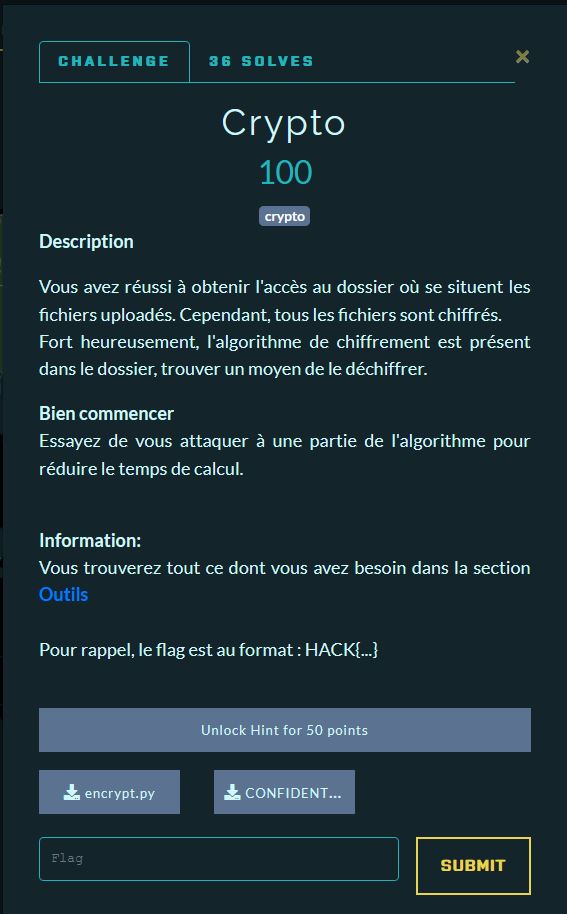 CHALLENGE
36 SOLVES
×
Crypto
100
crypto
Description
Vous avez réussi à obtenir l'accès au dossier où se situent les
fichiers uploadés. Cependant, tous les fichiers sont chiffrés.
Fort heureusement, l'algorithme de chiffrement est présent
dans le dossier, trouver un moyen de le déchiffrer.
Bien commencer
Essayez de vous attaquer à une partie de l'algorithme pour
réduire le temps de calcul.
Information:
Vous trouverez tout ce dont vous avez besoin dans la section
Outils
Pour rappel, le flag est au format : HACK{...}
Unlock Hint for 50 points
encrypt.py
CONFIDENT...
Flag
SUBMIT